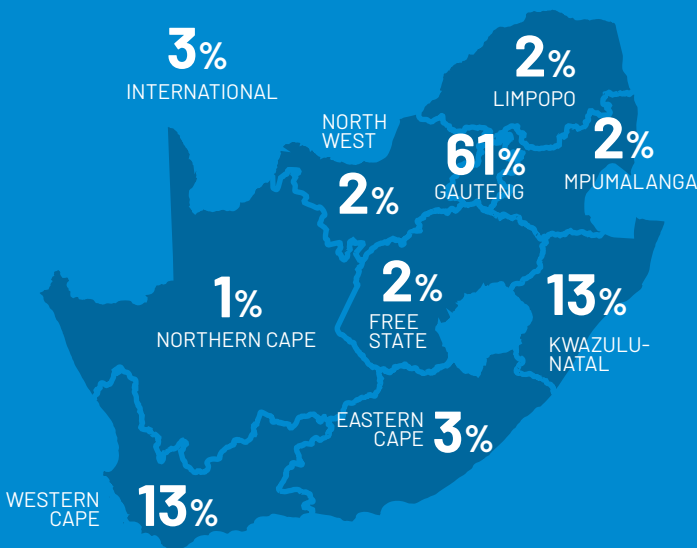 3%
INTERNATIONAL
2%
LIMPOPO
NORTH
WEST
2%
61%
GAUTENG
2%
MPUMALANGA
1%
NORTHERN CAPE
2%
FREE
STATE
13%
KWAZULU-
NATAL
EASTERN
CAPE
3%
WESTERN
CAPE
13%